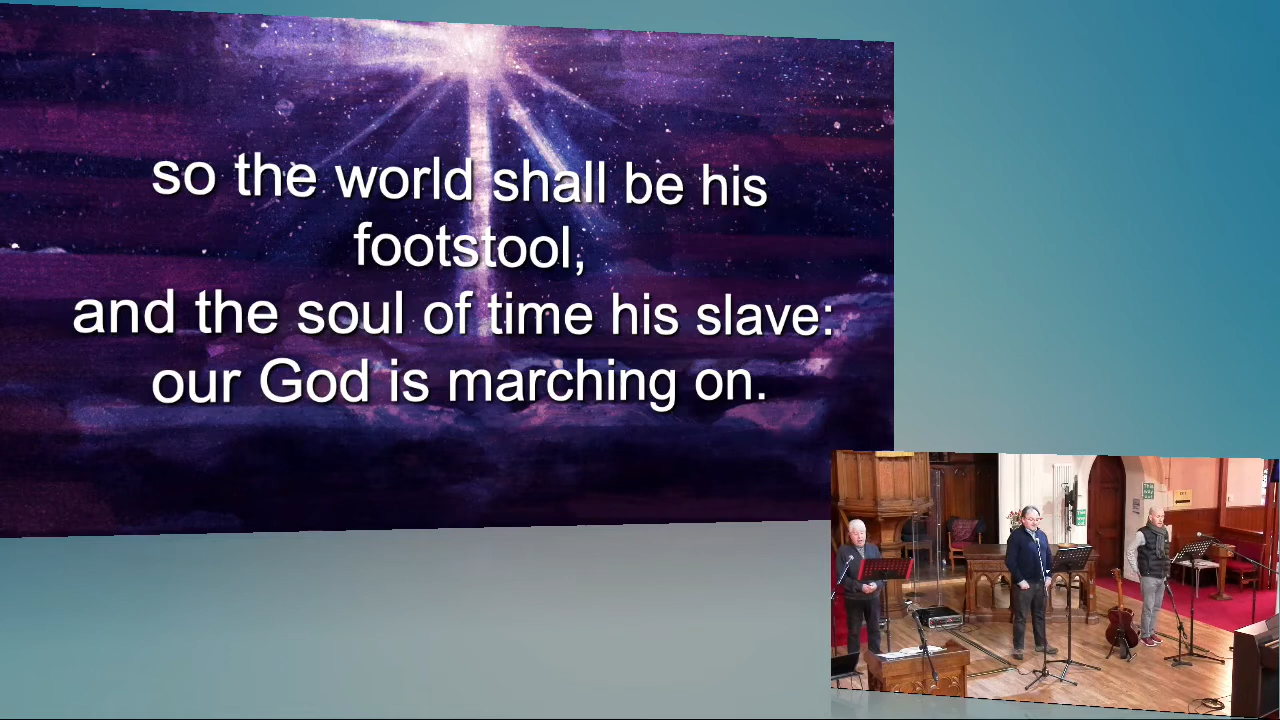 so the world shall be his
footstool,
and the soul of time his slave:
our God is marching on.